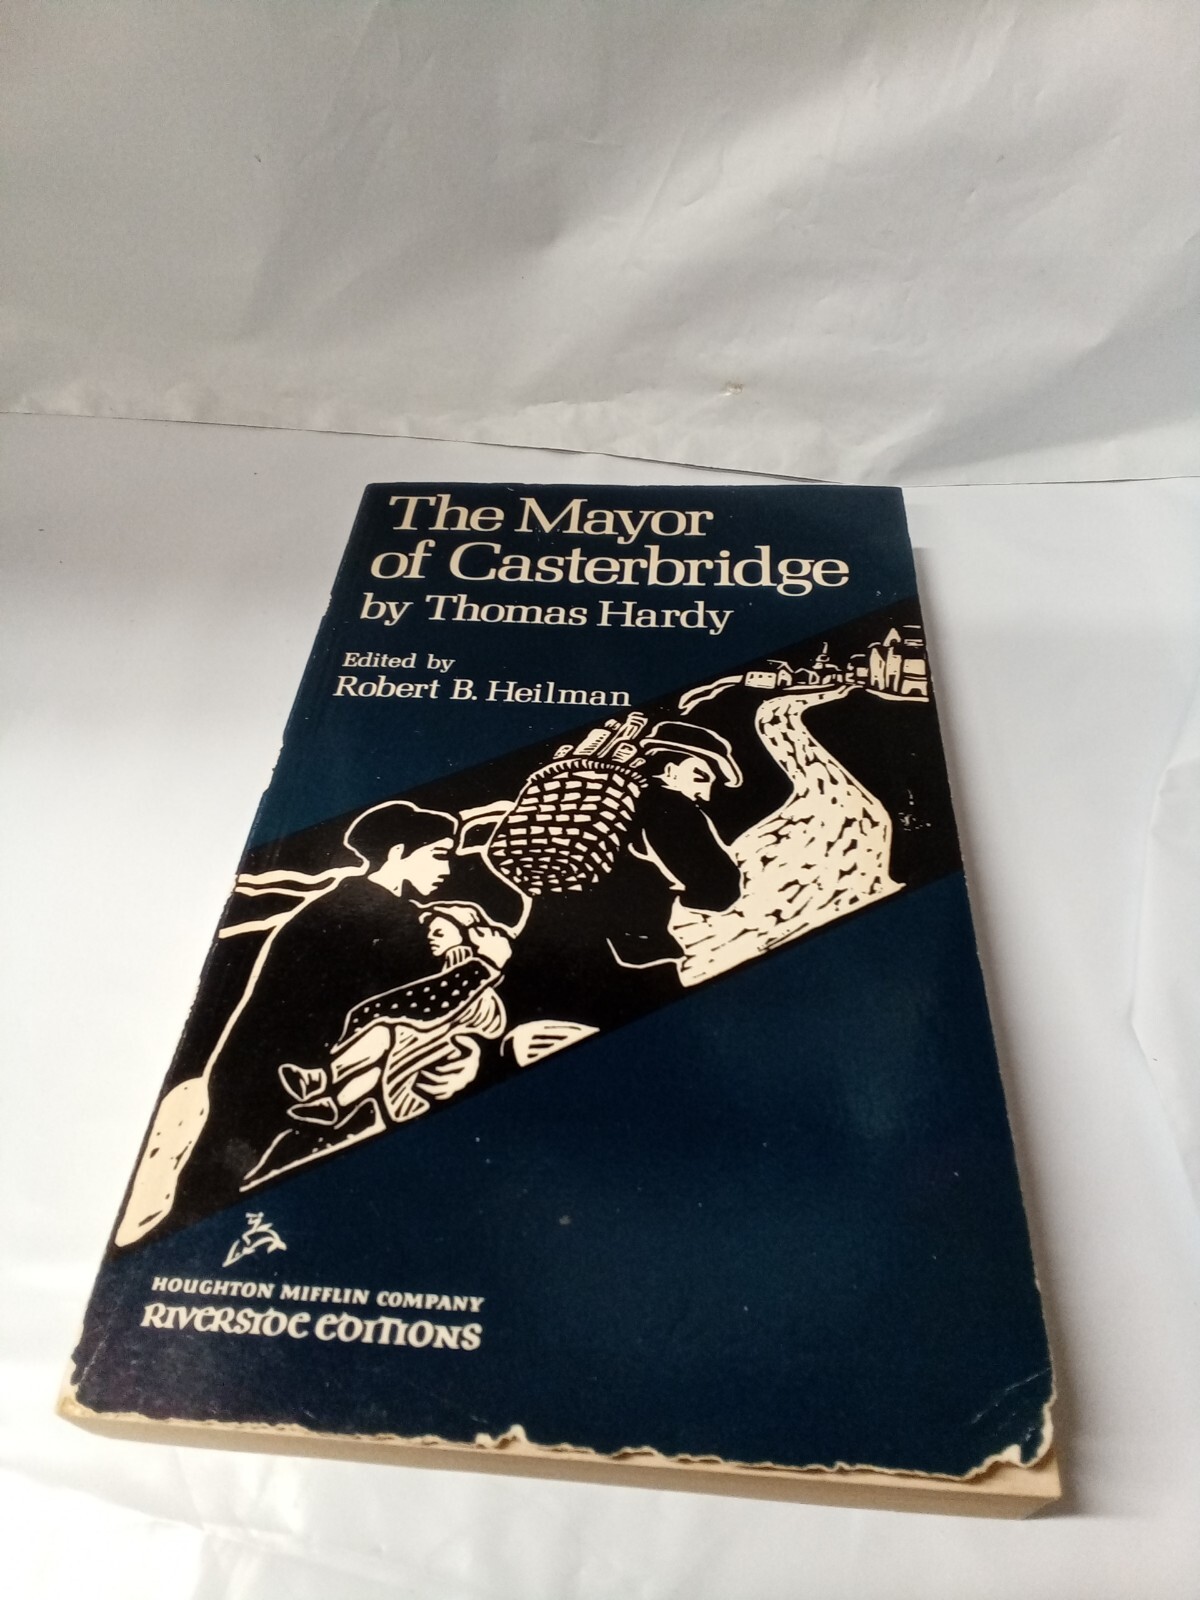 The Mayor
of Casterbridge
by Thomas Hardy
Edited by
Robert B. Heilman
HOUGHTON MIFFLIN COMPANY
RIVERSIDE EDITIONS